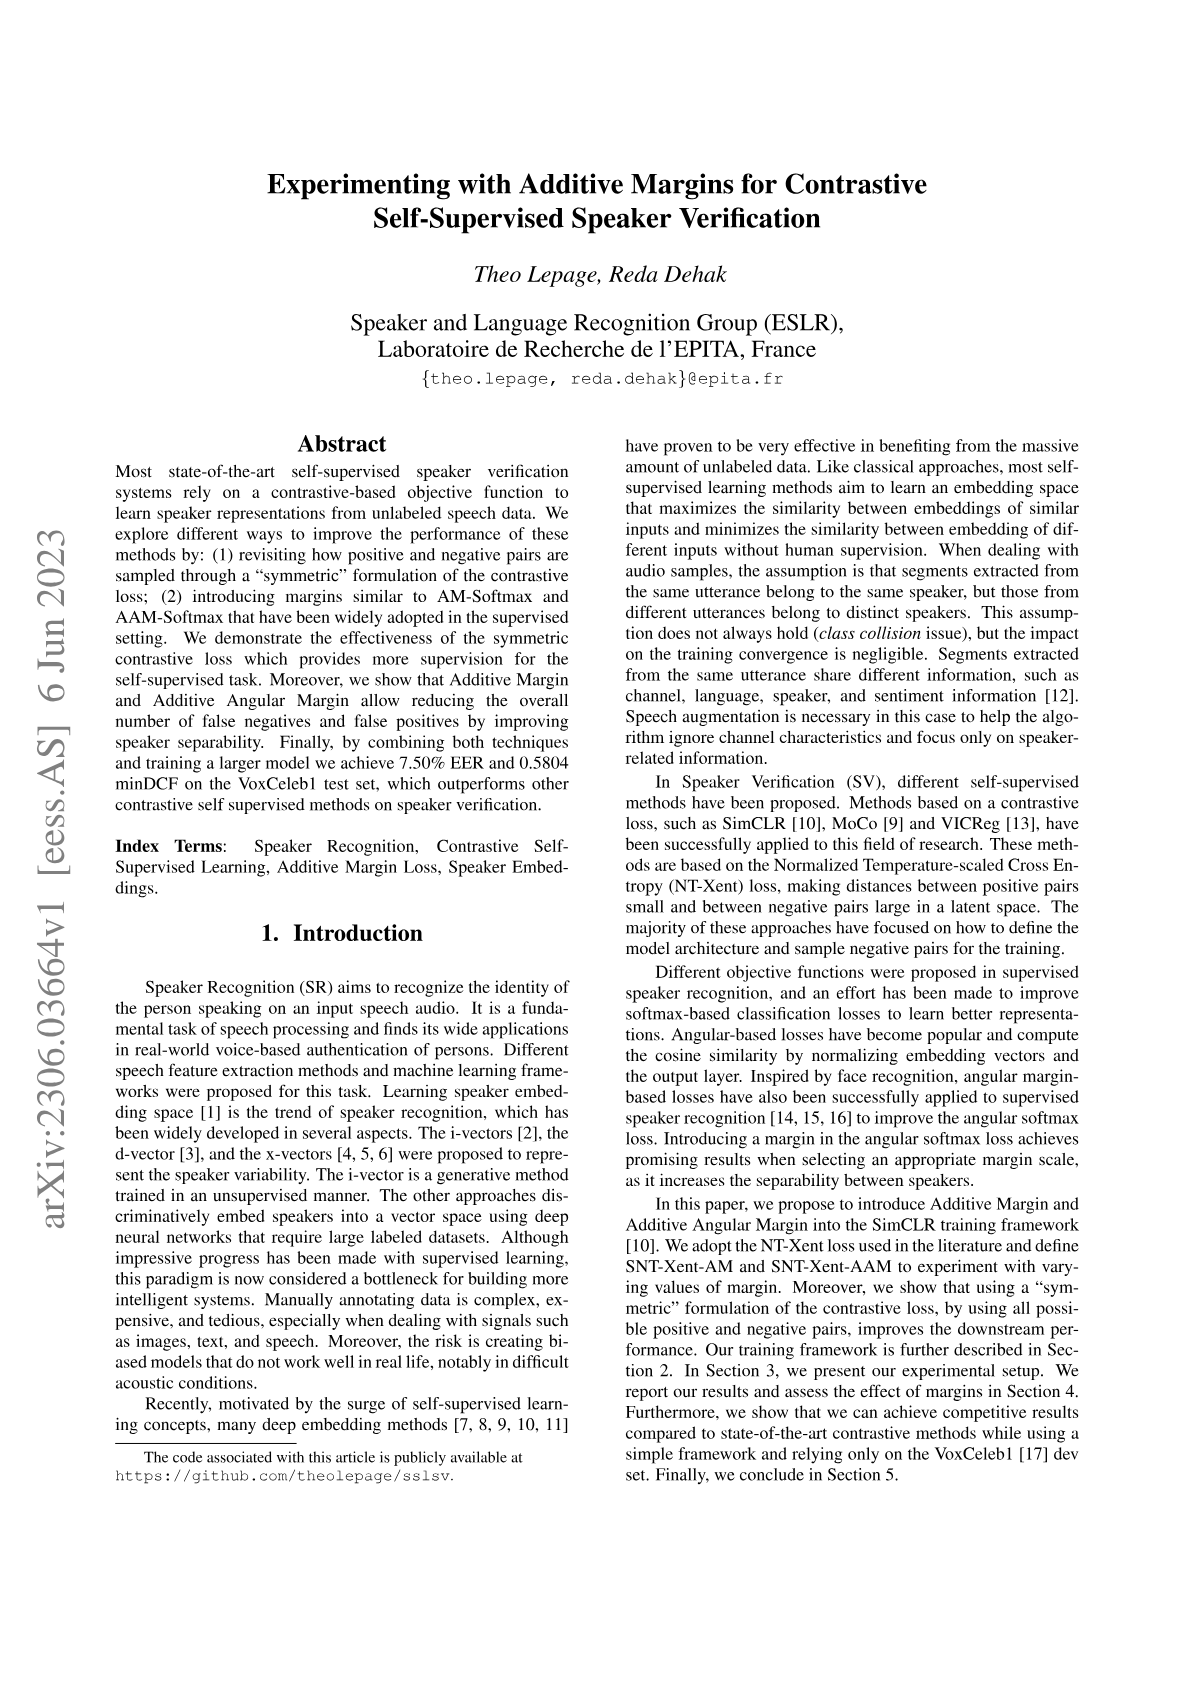 Experimenting with Additive Margins for Contrastive
Self-Supervised Speaker Verification
Theo Lepage, Reda Dehak
Speaker and Language Recognition Group (ESLR),
Laboratoire de Recherche de l'EPITA, France
{theo.lepage, reda.dehak}@epita.fr
arXiv:2306.03664v1 [eess.AS] 6 Jun 2023
Abstract
Most state-of-the-art self-supervised speaker verification
systems rely on a contrastive-based objective function to
learn speaker representations from unlabeled speech data. We
explore different ways to improve the performance of these
methods by: (1) revisiting how positive and negative pairs are
sampled through a “symmetric” formulation of the contrastive
loss; (2) introducing margins similar to AM-Softmax and
AAM-Softmax that have been widely adopted in the supervised
setting. We demonstrate the effectiveness of the symmetric
contrastive loss which provides more supervision for the
self-supervised task. Moreover, we show that Additive Margin
and Additive Angular Margin allow reducing the overall
number of false negatives and false positives by improving
speaker separability. Finally, by combining both techniques
and training a larger model we achieve 7.50% EER and 0.5804
minDCF on the VoxCeleb1 test set, which outperforms other
contrastive self supervised methods on speaker verification.
Index Terms: Speaker Recognition, Contrastive Self-
Supervised Learning, Additive Margin Loss, Speaker Embed-
dings.
1. Introduction
Speaker Recognition (SR) aims to recognize the identity of
the person speaking on an input speech audio. It is a funda-
mental task of speech processing and finds its wide applications
in real-world voice-based authentication of persons. Different
speech feature extraction methods and machine learning frame-
works were proposed for this task. Learning speaker embed-
ding space [1] is the trend of speaker recognition, which has
been widely developed in several aspects. The i-vectors [2], the
d-vector [3], and the x-vectors [4, 5, 6] were proposed to repre-
sent the speaker variability. The i-vector is a generative method
trained in an unsupervised manner. The other approaches dis-
criminatively embed speakers into a vector space using deep
neural networks that require large labeled datasets. Although
impressive progress has been made with supervised learning,
this paradigm is now considered a bottleneck for building more
intelligent systems. Manually annotating data is complex, ex-
pensive, and tedious, especially when dealing with signals such
as images, text, and speech. Moreover, the risk is creating bi-
ased models that do not work well in real life, notably in difficult
acoustic conditions.
Recently, motivated by the surge of self-supervised learn-
ing concepts, many deep embedding methods [7, 8, 9, 10, 11]
The code associated with this article is publicly available at
https://github.com/theolepage/sslsv.
have proven to be very effective in benefiting from the massive
amount of unlabeled data. Like classical approaches, most self-
supervised learning methods aim to learn an embedding space
that maximizes the similarity between embeddings of similar
inputs and minimizes the similarity between embedding of dif-
ferent inputs without human supervision. When dealing with
audio samples, the assumption is that segments extracted from
the same utterance belong to the same speaker, but those from
different utterances belong to distinct speakers. This assump-
tion does not always hold (class collision issue), but the impact
on the training convergence is negligible. Segments extracted
from the same utterance share different information, such as
channel, language, speaker, and sentiment information [12].
Speech augmentation is necessary in this case to help the algo-
rithm ignore channel characteristics and focus only on speaker-
related information.
In Speaker Verification (SV), different self-supervised
methods have been proposed. Methods based on a contrastive
loss, such as SimCLR [10], MoCo [9] and VICReg [13], have
been successfully applied to this field of research. These meth-
ods are based on the Normalized Temperature-scaled Cross En-
tropy (NT-Xent) loss, making distances between positive pairs
small and between negative pairs large in a latent space. The
majority of these approaches have focused on how to define the
model architecture and sample negative pairs for the training.
Different objective functions were proposed in supervised
speaker recognition, and an effort has been made to improve
softmax-based classification losses to learn better representa-
tions. Angular-based losses have become popular and compute
the cosine similarity by normalizing embedding vectors and
the output layer. Inspired by face recognition, angular margin-
based losses have also been successfully applied to supervised
speaker recognition [14, 15, 16] to improve the angular softmax
loss. Introducing a margin in the angular softmax loss achieves
promising results when selecting an appropriate margin scale,
as it increases the separability between speakers.
In this paper, we propose to introduce Additive Margin and
Additive Angular Margin into the SimCLR training framework
[10]. We adopt the NT-Xent loss used in the literature and define
SNT-Xent-AM and SNT-Xent-AAM to experiment with vary-
ing values of margin. Moreover, we show that using a “sym-
metric” formulation of the contrastive loss, by using all possi-
ble positive and negative pairs, improves the downstream per-
formance. Our training framework is further described in Sec-
tion 2. In Section 3, we present our experimental setup. We
report our results and assess the effect of margins in Section 4.
Furthermore, we show that we can achieve competitive results
compared to state-of-the-art contrastive methods while using a
simple framework and relying only on the VoxCeleb1 [17] dev
set. Finally, we conclude in Section 5.